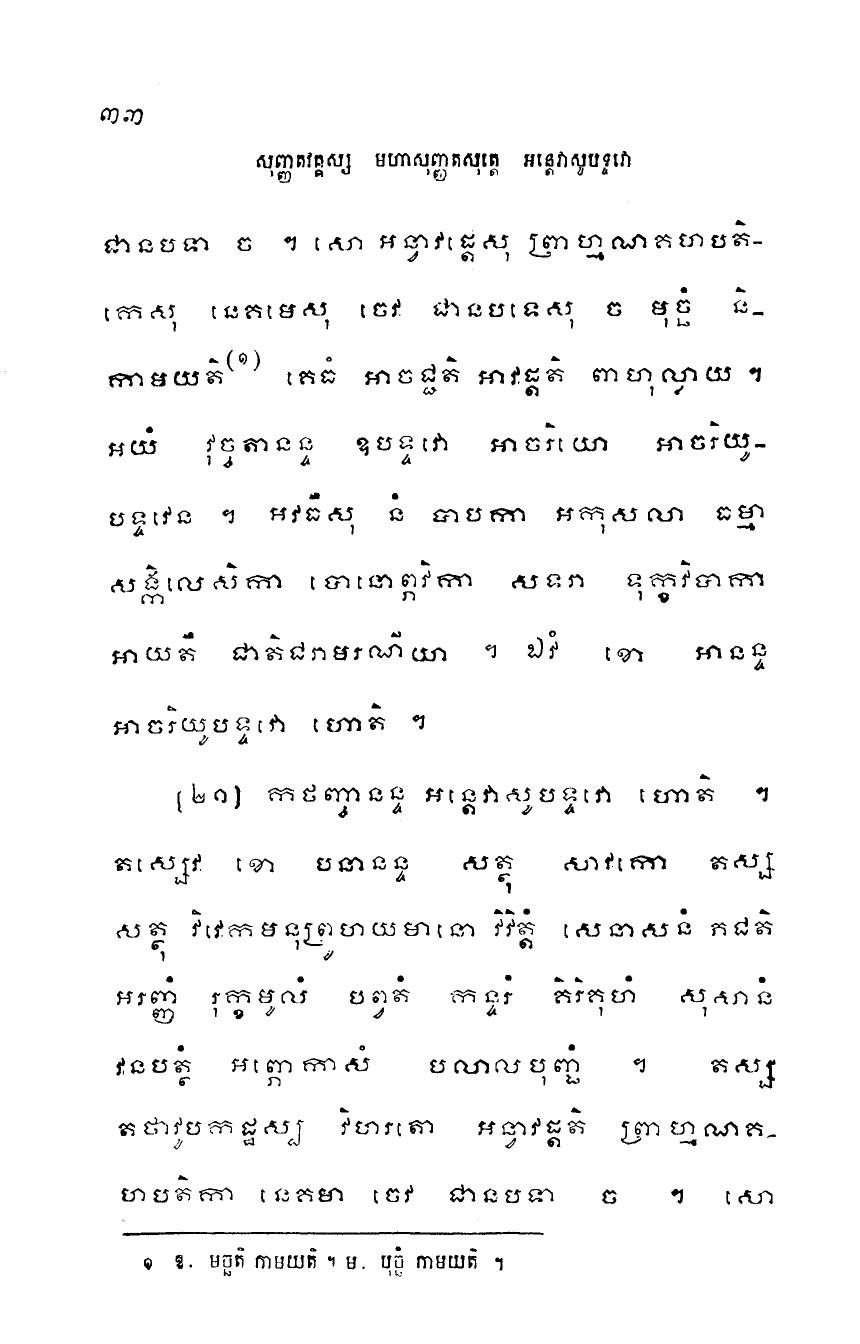 ៣៣
សុញ្ញតវគ្គស្ស មហាសុញ្ញតសុត្តេ អន្តេវាសូបទ្ទវោ
ជានបទា ច ។ សោ អន្វាវដ្តេសុ ព្រាហ្មណគហបតិ-
កេសុ នេគមេសុ ចេវ ជានបទេសុ ច មុច្ឆំ និ-
កាមយតិ(១) គេធំ អាចជ្ជតិ អាវដ្តតិ ពាហុល្លាយ ។
អយំ វុច្ចតានន្ទ ឧបទ្ទវោ អាចរិយោ អាចរិយូ-
បទ្ទវេន ។ អវធឹសុ នំ បាបកា អកុសលា ធម្មា
សង្កិលេសិកា បោនោព្ភវិកា សទរា ទុក្ខវិបាកា
អាយតឹ ជាតិជរាមរណីយា ។ ឯវំ ខោ អានន្ទ
អាចរិយូបទ្ទវោ ហោតិ ។
(២១) កថញ្ចានន្ទ អន្តេវាសូបទ្ទវោ ហោតិ ។
តស្សេវ ខោ បនានន្ទ សត្ថុ សាវកោ តស្ស
សត្ថុ វិវេកមនុព្រូហយមានោ វិវិត្តំ សេនាសនំ ភជតិ
អរញ្ញំ រុក្ខមូលំ បព្វតំ កន្ទរំ គិរិគុហំ សុសានំ
វនបត្ថំ អព្ភោកាសំ បលាលបុញ្ជំ ។ តស្ស
តថាវូបកដ្ឋស្ស វិហរតោ អន្វាវដ្តតិ ព្រាហ្មណគ-
ហបតិកា នេគមា ចេវ ជានបទា ច ។ សោ
១ ឱ. មច្ឆតិ កាមយតិ ។ ម. បុច្ឆំ កាមយតិ ។